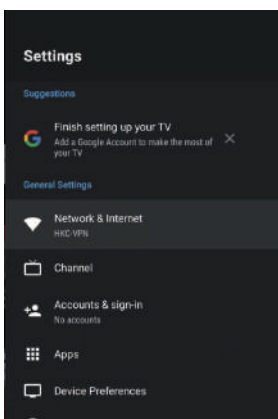 Settings
Suggestions
Finish setting up your TV
Add a Google Account to make the most of
your TV
General Settings
Network & Internet
HKC-VPN
Channel
Accounts & sign-in
No accounts
Apps
Device Preferences